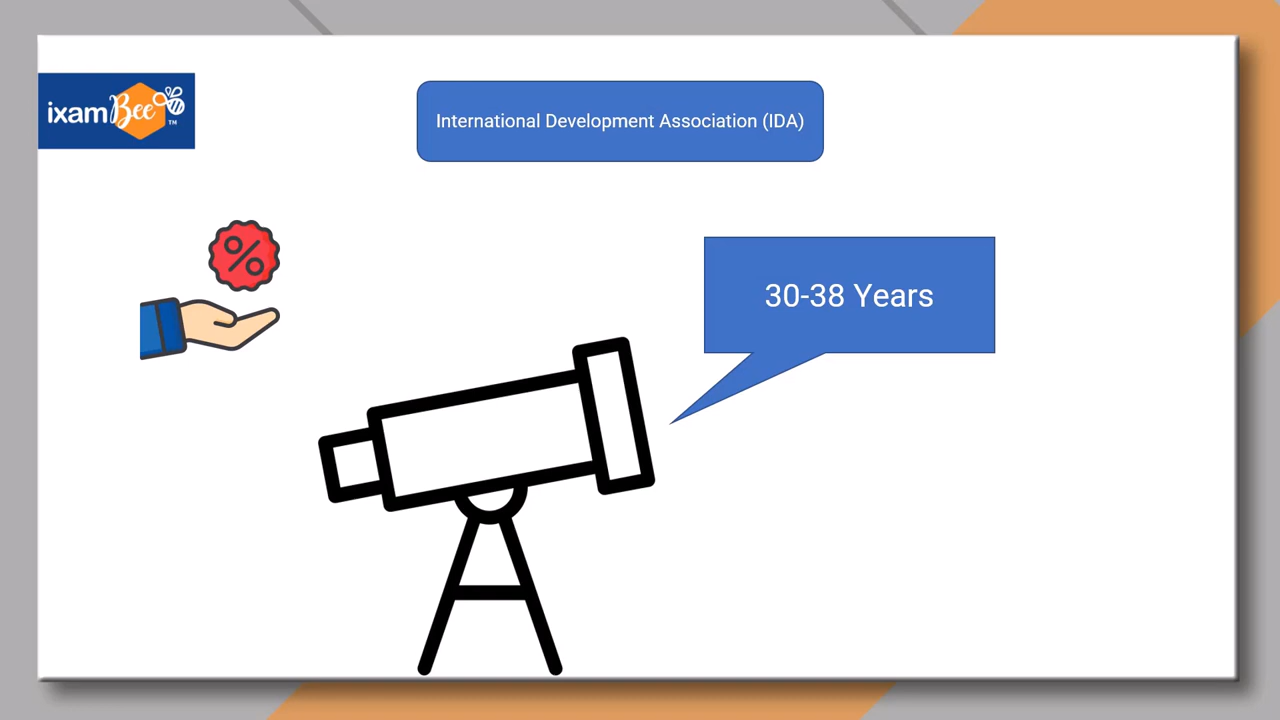 ixamBee TM
International Development Association (IDA)
%
30-38 Years